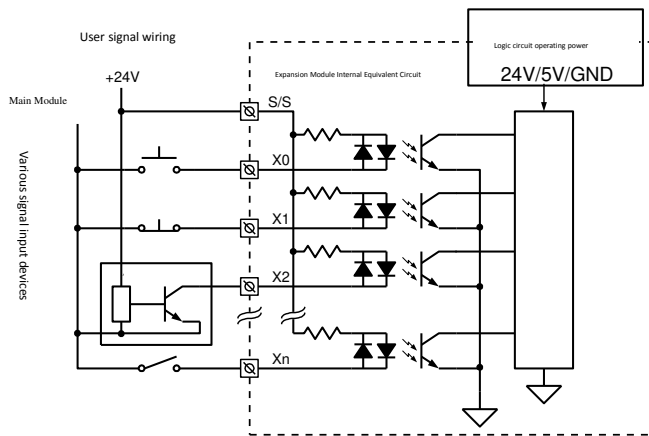 User signal wiring
Logic circuit operating power
24V/5V/GND
+24V
Expansion Module Internal Equivalent Circuit
Main Module
S/S
X0
X1
X2
Xn
Various signal input devices